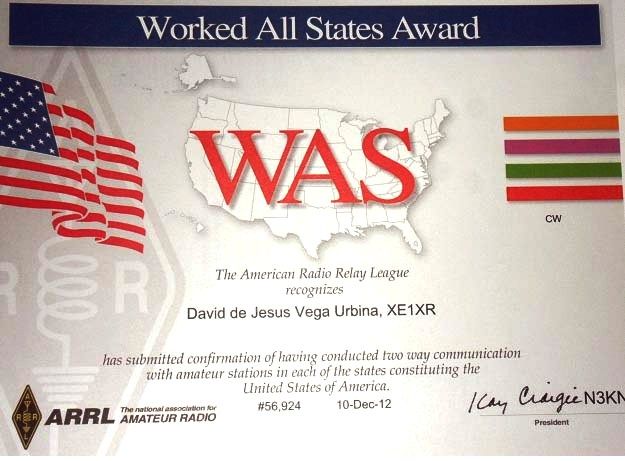 Worked All States Award
WAS
CW
The American Radio Relay League
recognizes
David de Jesus Vega Urbina, XE1XR
has submitted confirmation of having conducted two way communication
with amateur stations in each of the states constituting the
United States of America.
#56,924 10-Dec-12
Kay Craigie N3KN
President
ARRL The national association for
AMATEUR RADIO
A
R R
L
R R